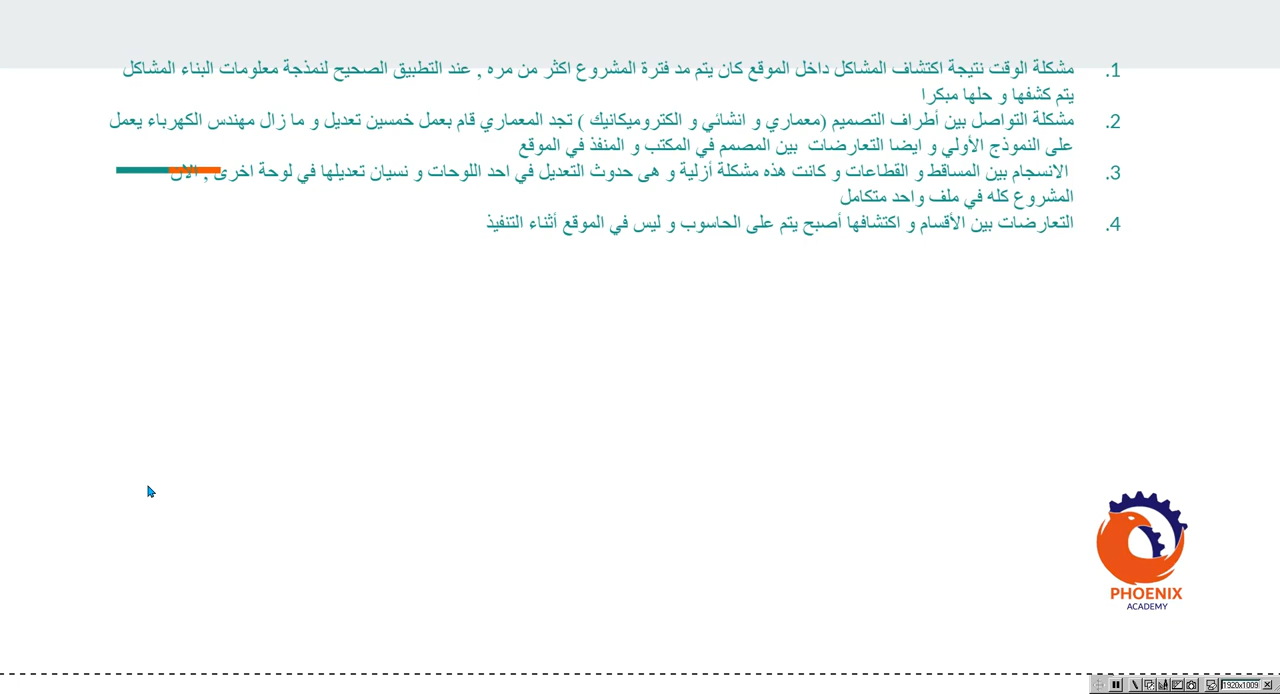 1. مشكلة الوقت نتيجة اكتشاف المشاكل داخل الموقع كان يتم مد فترة المشروع اكثر من مره , عند التطبيق الصحيح لنمذجة معلومات البناء المشاكل
يتم كشفها و حلها مبكرا
2. مشكلة التواصل بين أطراف التصميم (معماري و انشائي و الكتروميكانيك ) تجد المعماري قام بعمل خمسين تعديل و ما زال مهندس الكهرباء يعمل
على النموذج الأولي و ايضا التعارضات بين المصمم في المكتب و المنفذ في الموقع
3. الانسجام بين المساقط و القطاعات و كانت هذه مشكلة أزلية و هى حدوث التعديل في احد اللوحات و نسيان تعديلها في لوحة اخرى , الان
المشروع كله في ملف واحد متكامل
4. التعارضات بين الأقسام و اكتشافها أصبح يتم على الحاسوب و ليس في الموقع أثناء التنفيذ
PHOENIX
ACADEMY
1920x1009